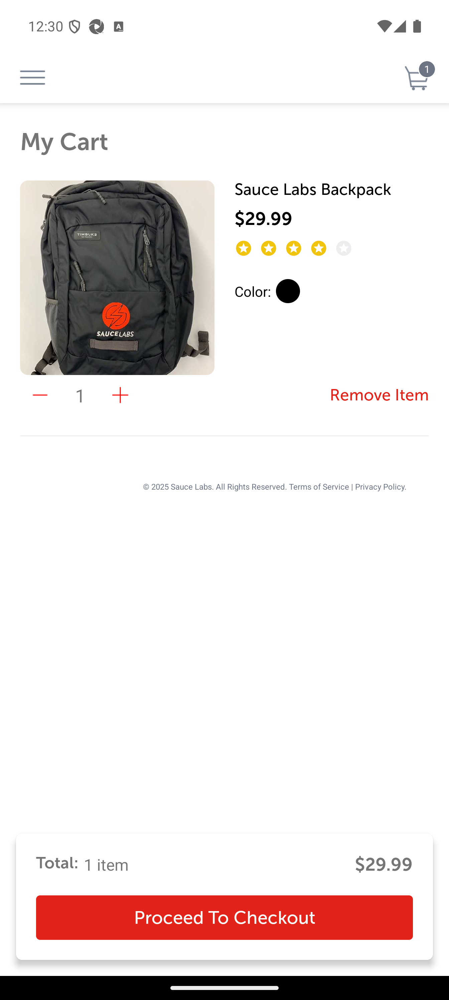 12:30
1
My Cart
Sauce Labs Backpack
$29.99
Color:
TIMBUK2
SAUCELABS
1
Remove Item
© 2025 Sauce Labs. All Rights Reserved. Terms of Service | Privacy Policy.
Total: 1 item
$29.99
Proceed To Checkout